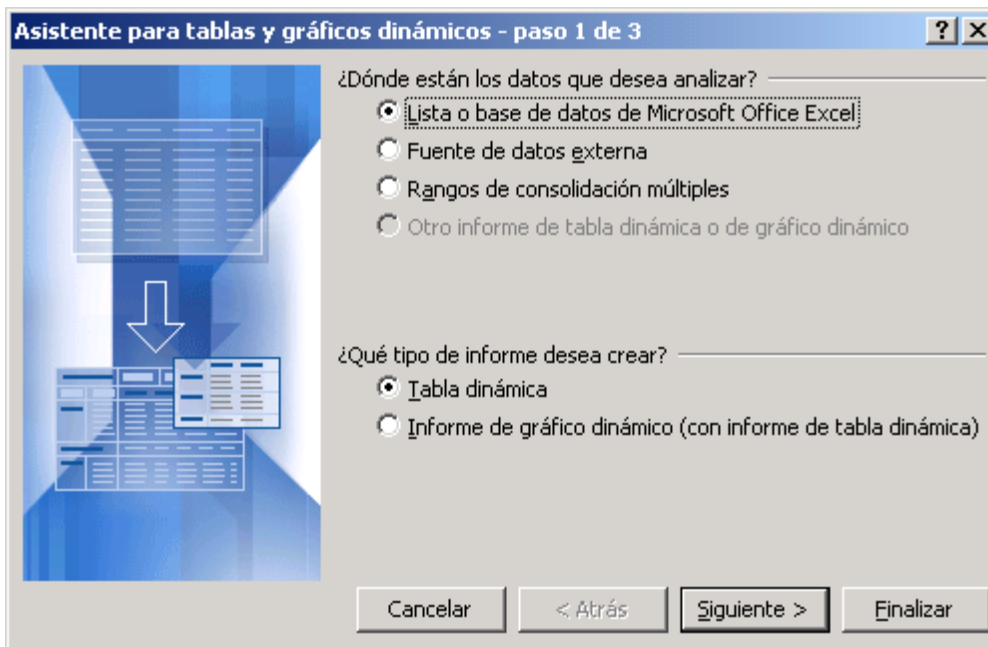 Asistente para tablas y gráficos dinámicos - paso 1 de 3
¿Dónde están los datos que desea analizar?
Lista o base de datos de Microsoft Office Excel
Fuente de datos externa
Rangos de consolidación múltiples
Otro informe de tabla dinámica o de gráfico dinámico
¿Qué tipo de informe desea crear?
Tabla dinámica
Informe de gráfico dinámico (con informe de tabla dinámica)
Cancelar < Atrás Siguiente > Finalizar